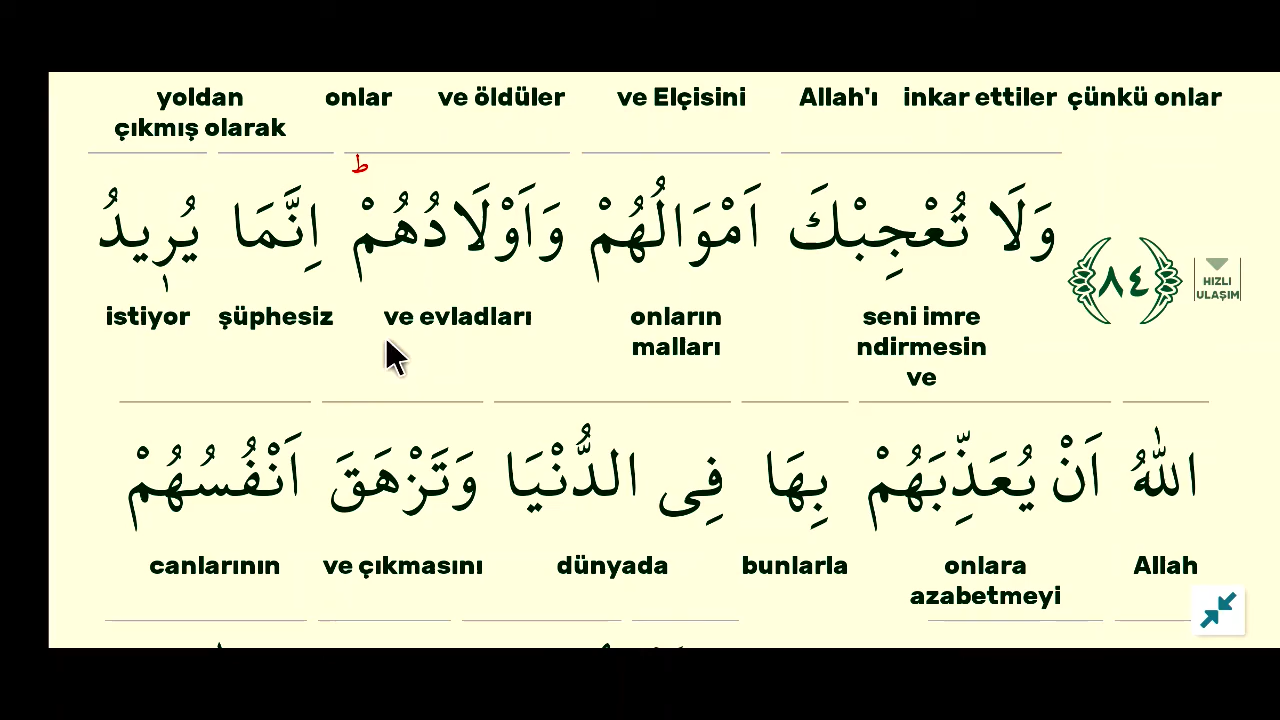 yoldan onlar ve öldüler ve Elçisini Allah'ı inkar ettiler çünkü onlar
çıkmış olarak
ط
وَلَا تُعْجِبْكَ اَمْوَالُهُمْ وَاَوْلَادُهُمْ اِنَّمَا يُرٖيدُ
٨٤
HIZLI
ULAŞIM
istiyor şüphesiz ve evladları onların seni imre
malları ndirmesin
ve
اللّٰهُ اَنْ يُعَذِّبَهُمْ بِهَا فِى الدُّنْيَا وَتَزْهَقَ اَنْفُسُهُمْ
canlarının ve çıkmasını dünyada bunlarla onlara Allah
azabetmeyi